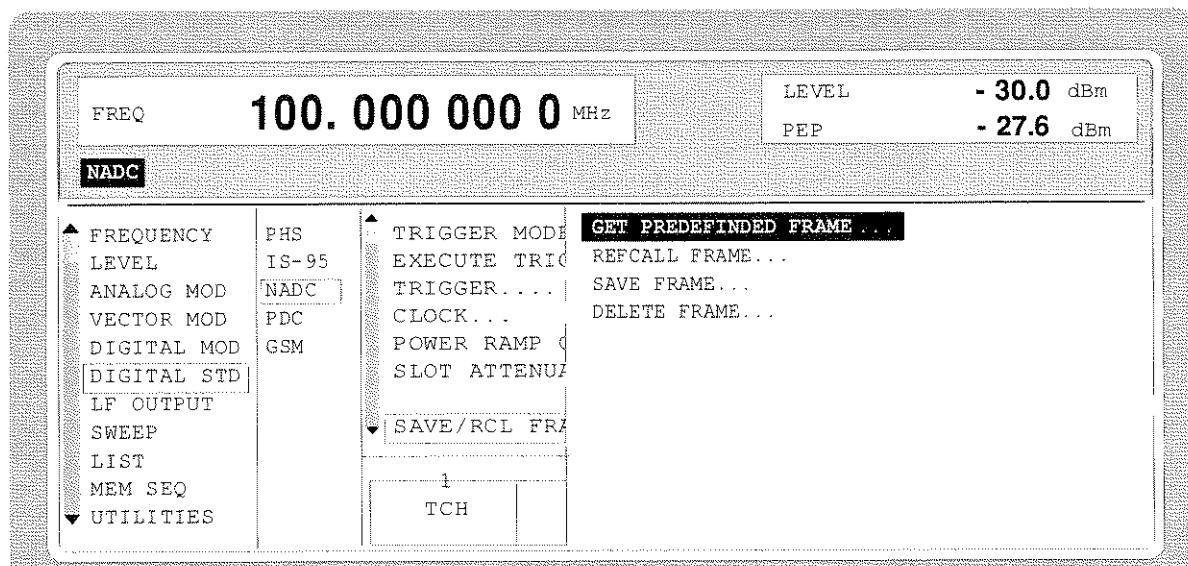 FREQ 100. 000 000 0 MHz
LEVEL - 30.0 dBm
PEP - 27.6 dBm
NADC
FREQUENCY
LEVEL
ANALOG MOD
VECTOR MOD
DIGITAL MOD
DIGITAL STD
LF OUTPUT
SWEEP
LIST
MEM SEQ
UTILITIES
PHS
IS-95
NADC
PDC
GSM
TRIGGER MODE
EXECUTE TRIG
TRIGGER....
CLOCK...
POWER RAMP
SLOT ATTENUA
SAVE/RCL FRA
1
TCH
GET PREDEFINDED FRAME ...
REFCALL FRAME...
SAVE FRAME...
DELETE FRAME...